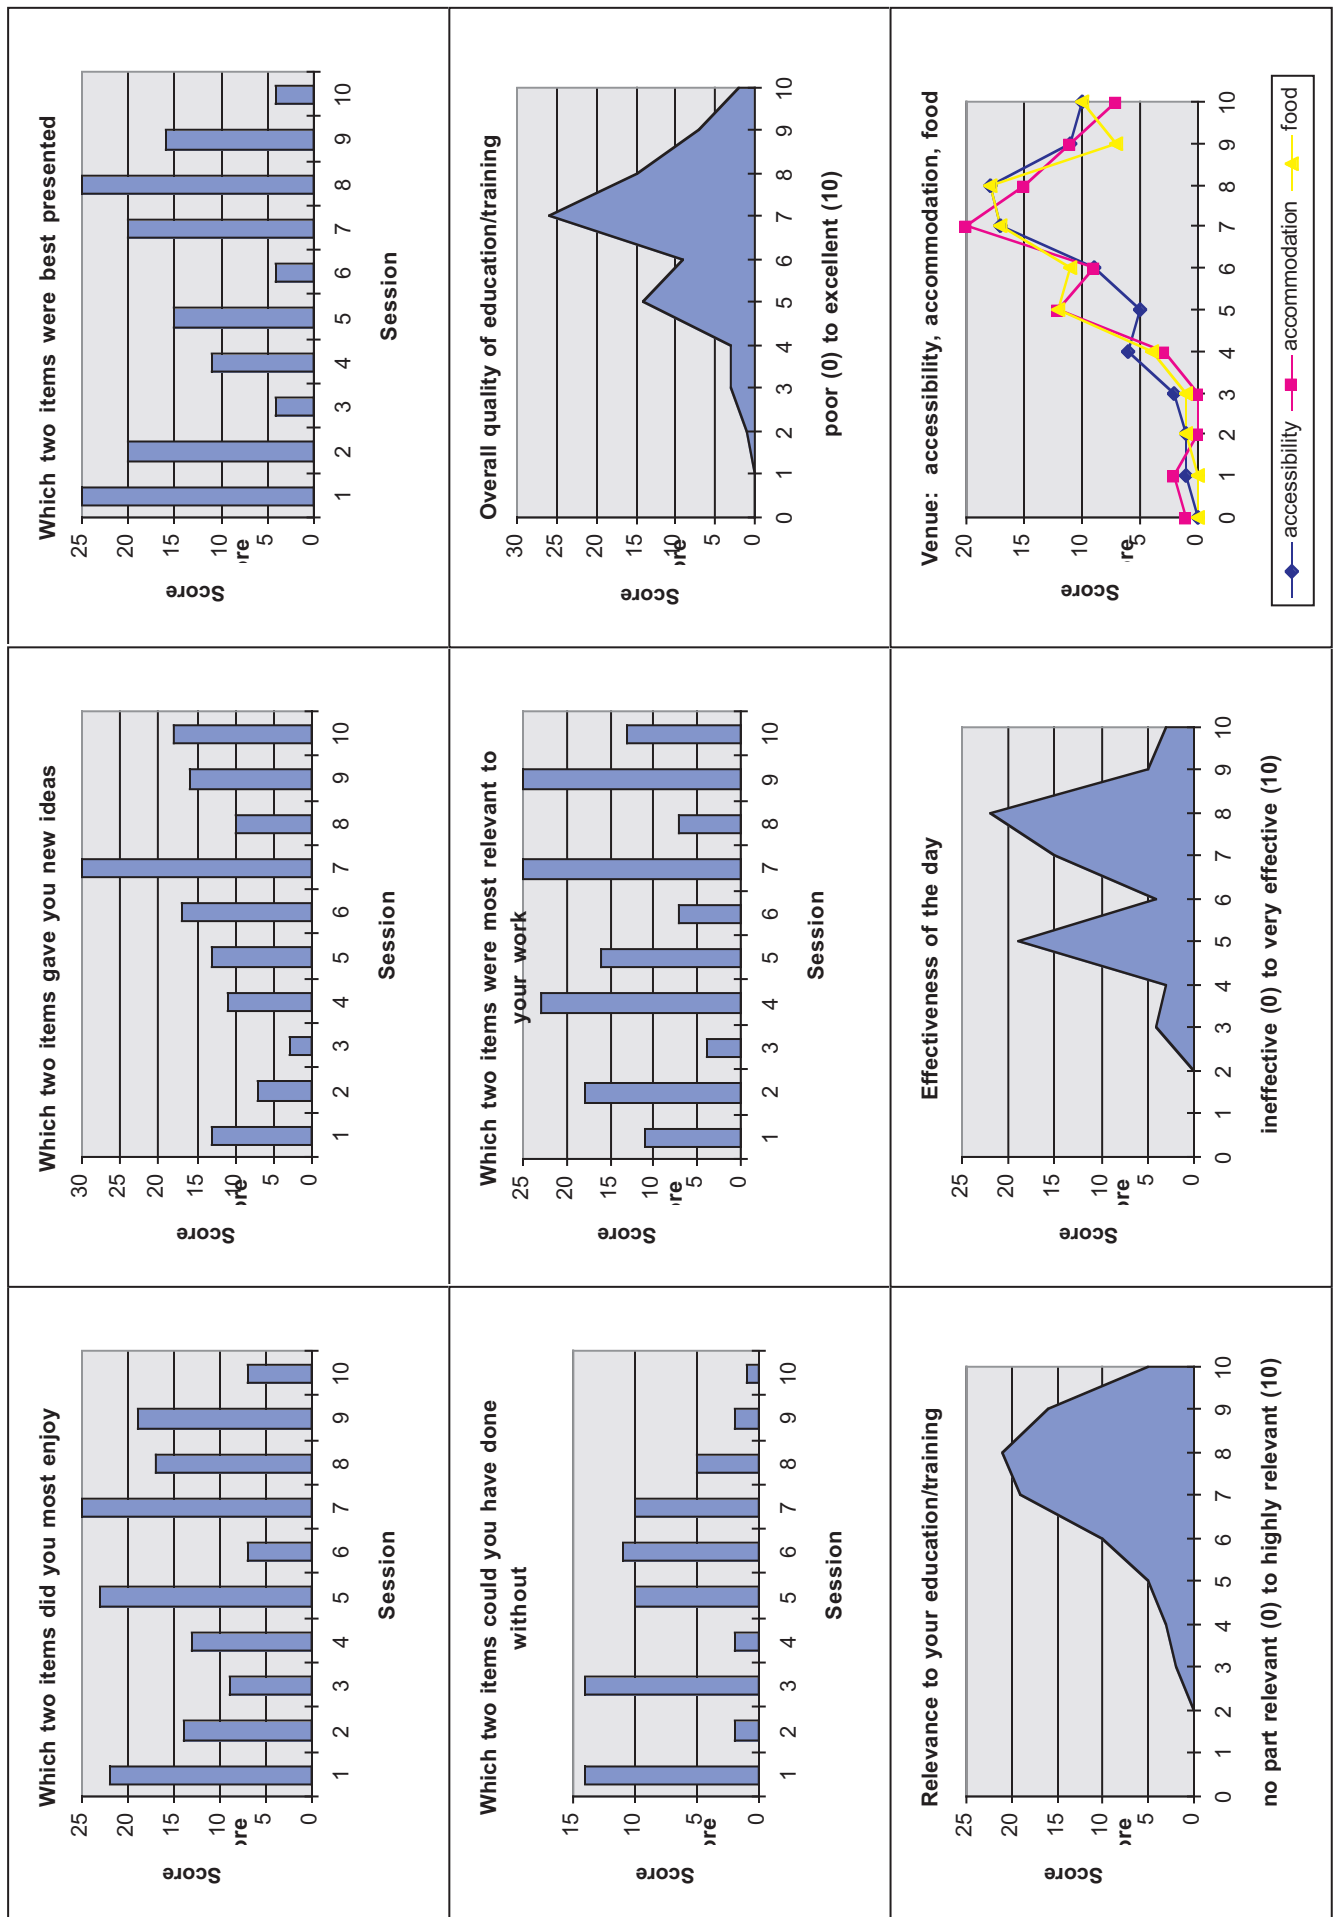 Which two items did you most enjoy
Score
ore
25
20
15
10
5
0
1 2 3 4 5 6 7 8 9 10
Session
Which two items gave you new ideas
Score
ore
30
25
20
15
10
5
0
1 2 3 4 5 6 7 8 9 10
Session
Which two items were best presented
Score
ore
25
20
15
10
5
0
1 2 3 4 5 6 7 8 9 10
Session
Which two items could you have done
without
Score
ore
15
10
5
0
1 2 3 4 5 6 7 8 9 10
Session
Which two items were most relevant to
your work
Score
ore
25
20
15
10
5
0
1 2 3 4 5 6 7 8 9 10
Session
Overall quality of education/training
Score
ore
30
25
20
15
10
5
0
0 1 2 3 4 5 6 7 8 9 10
poor (0) to excellent (10)
Relevance to your education/training
Score
ore
25
20
15
10
5
0
0 1 2 3 4 5 6 7 8 9 10
no part relevant (0) to highly relevant (10)
Effectiveness of the day
Score
ore
25
20
15
10
5
0
0 1 2 3 4 5 6 7 8 9 10
ineffective (0) to very effective (10)
Venue: accessibility, accommodation, food
Score
ore
20
15
10
5
0
0 1 2 3 4 5 6 7 8 9 10
accessibility accommodation food